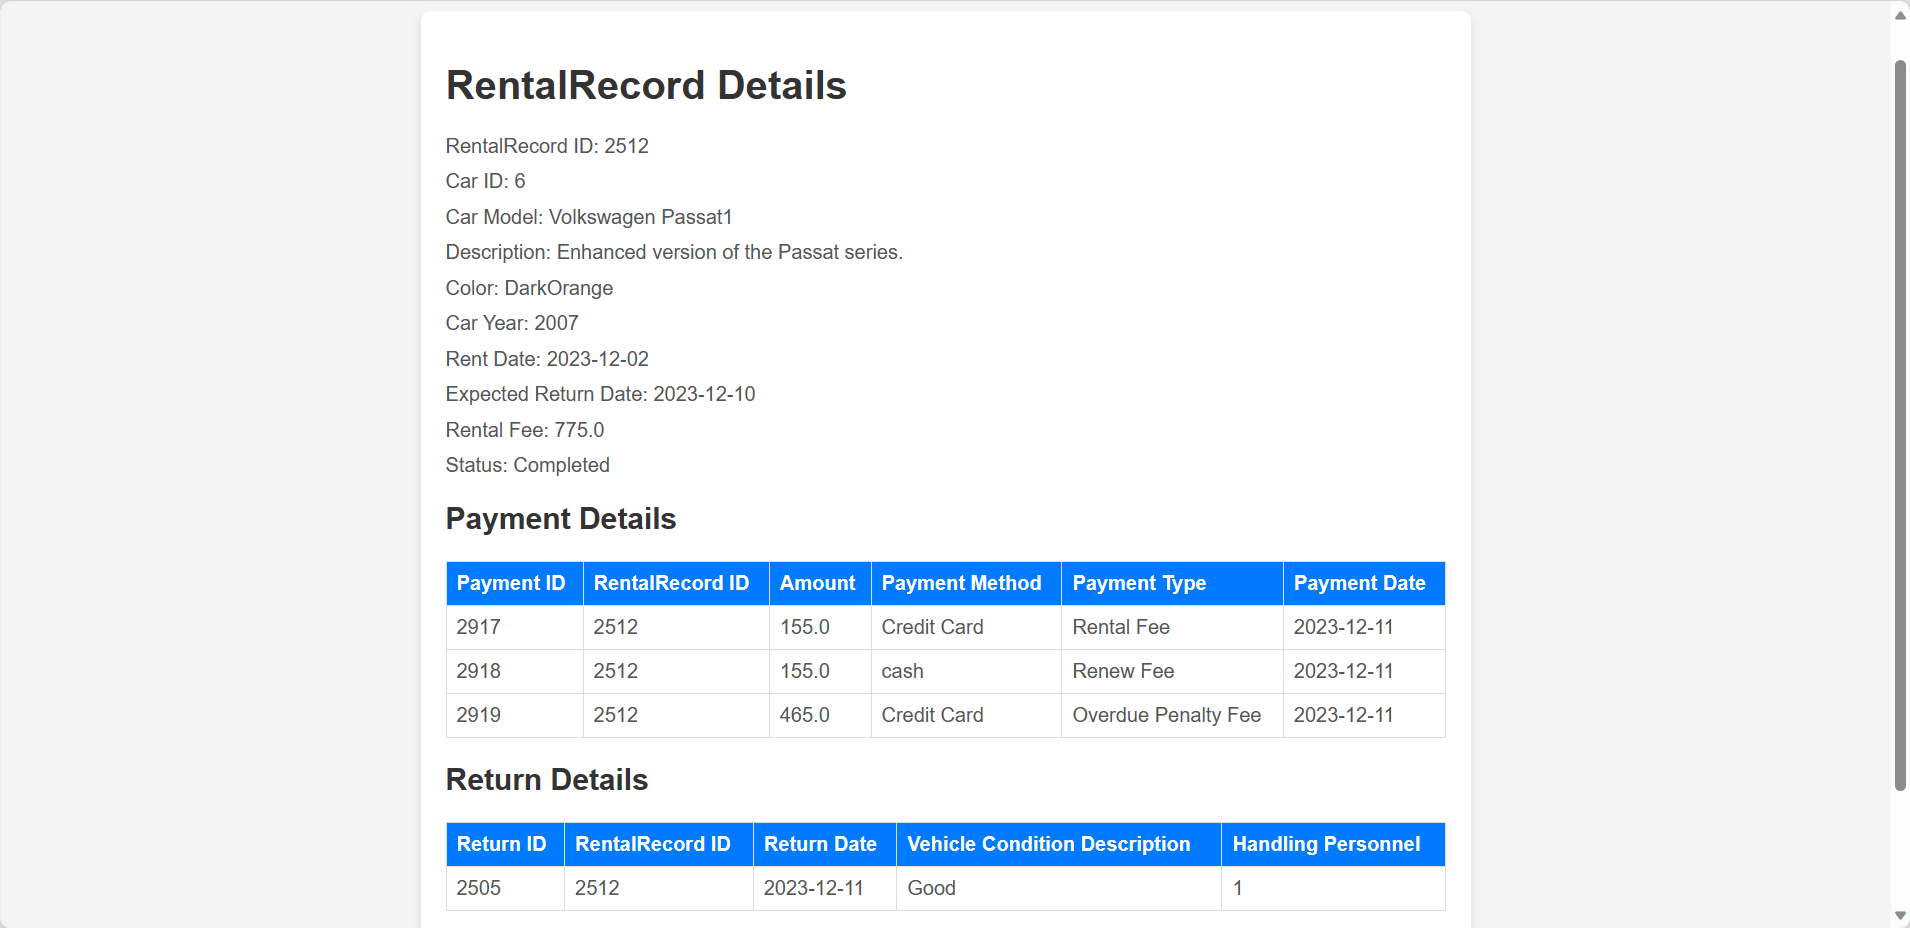 RentalRecord Details
RentalRecord ID: 2512
Car ID: 6
Car Model: Volkswagen Passat1
Description: Enhanced version of the Passat series.
Color: DarkOrange
Car Year: 2007
Rent Date: 2023-12-02
Expected Return Date: 2023-12-10
Rental Fee: 775.0
Status: Completed
Payment Details
Payment ID RentalRecord ID Amount Payment Method Payment Type Payment Date
2917 2512 155.0 Credit Card Rental Fee 2023-12-11
2918 2512 155.0 cash Renew Fee 2023-12-11
2919 2512 465.0 Credit Card Overdue Penalty Fee 2023-12-11
Return Details
Return ID RentalRecord ID Return Date Vehicle Condition Description Handling Personnel
2505 2512 2023-12-11 Good 1